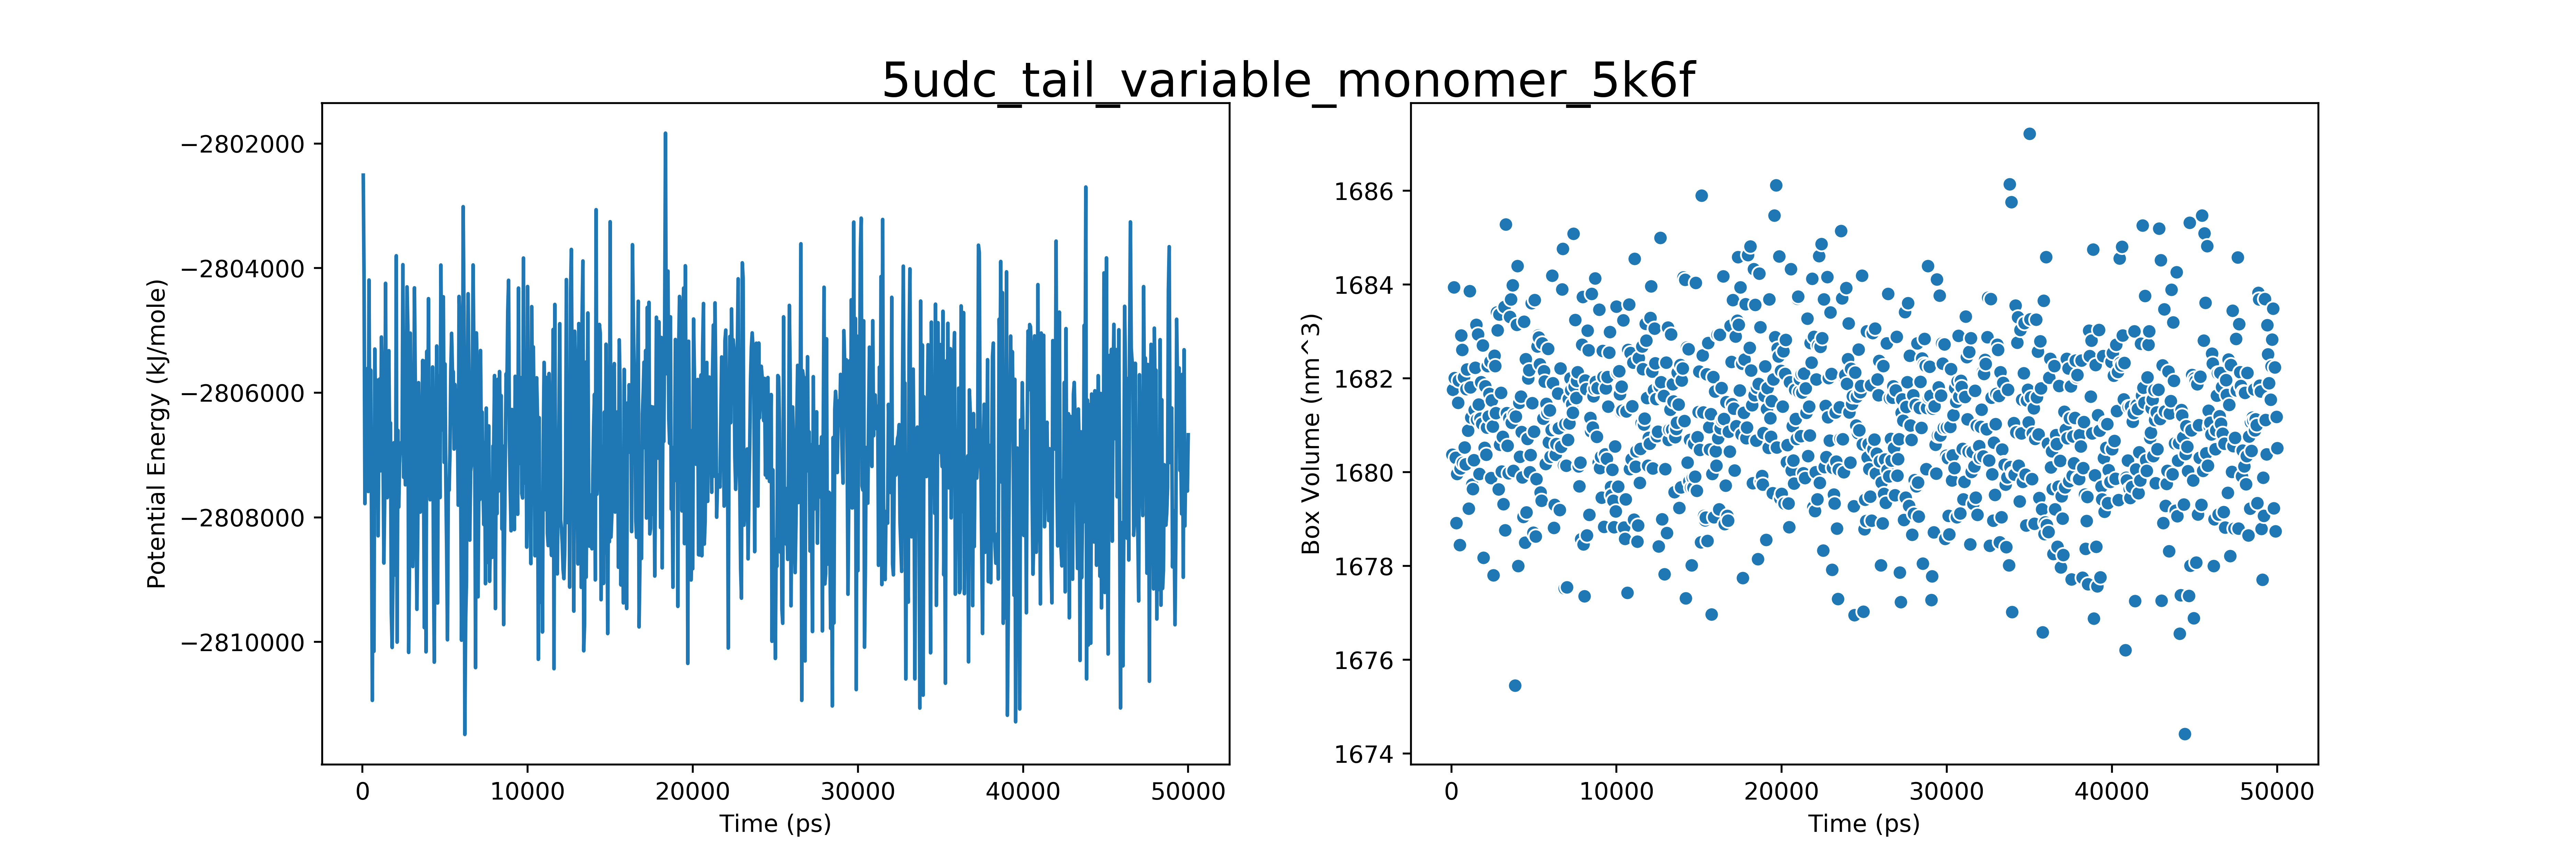 5udc_tail_variable_monomer_5k6f
Potential Energy (kJ/mole)
−2802000
−2804000
−2806000
−2808000
−2810000
0 10000 20000 30000 40000 50000
Time (ps)
Box Volume (nm^3)
1686
1684
1682
1680
1678
1676
1674
0 10000 20000 30000 40000 50000
Time (ps)